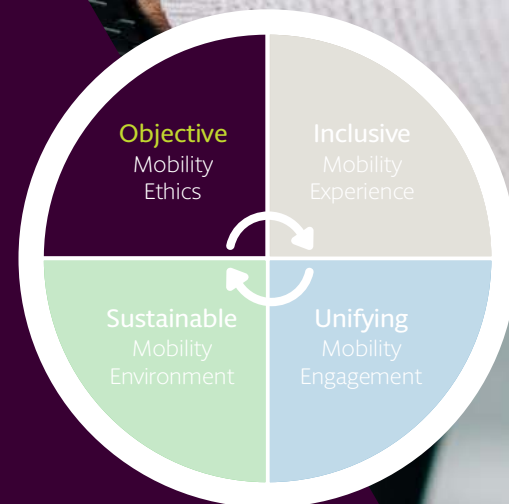 Objective
Mobility
Ethics
Inclusive
Mobility
Experience
Sustainable
Mobility
Environment
Unifying
Mobility
Engagement